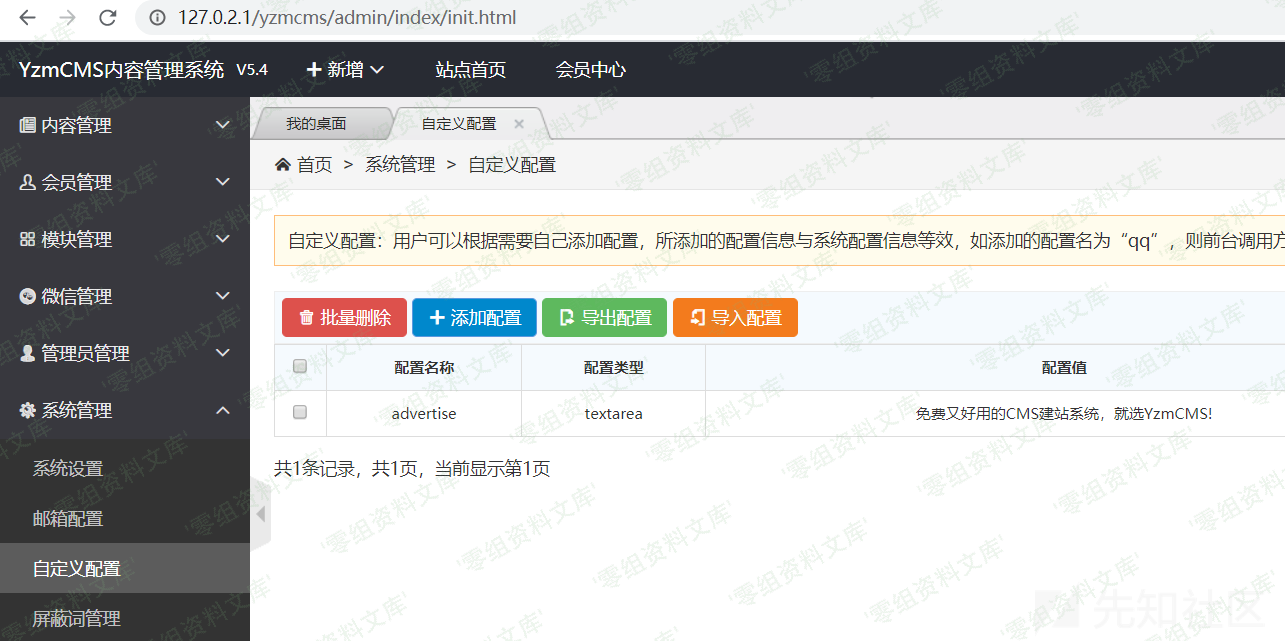 127.0.2.1/yzmcms/admin/index/init.html
YzmCMS内容管理系统 V5.4 新增 站点首页 会员中心
内容管理
会员管理
模块管理
微信管理
管理员管理
系统管理
系统设置
邮箱配置
自定义配置
屏蔽词管理
我的桌面 自定义配置
首页 > 系统管理 > 自定义配置
自定义配置：用户可以根据需要自己添加配置，所添加的配置信息与系统配置信息等效，如添加的配置名为“qq”，则前台调用方
批量删除 添加配置 导出配置 导入配置
配置名称 配置类型 配置值
advertise textarea 免费又好用的CMS建站系统，就选YzmCMS!
共1条记录，共1页，当前显示第1页
'零组资料文库'
先知社区